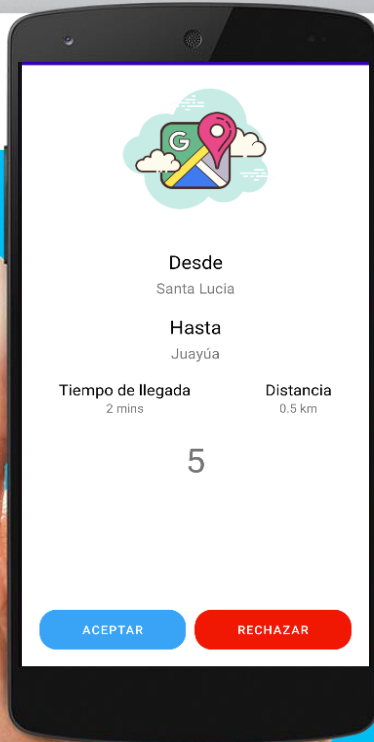 G
Desde
Santa Lucia
Hasta
Juayúa
Tiempo de llegada
Distancia
2 mins
0.5 km
5
ACEPTAR
RECHAZAR